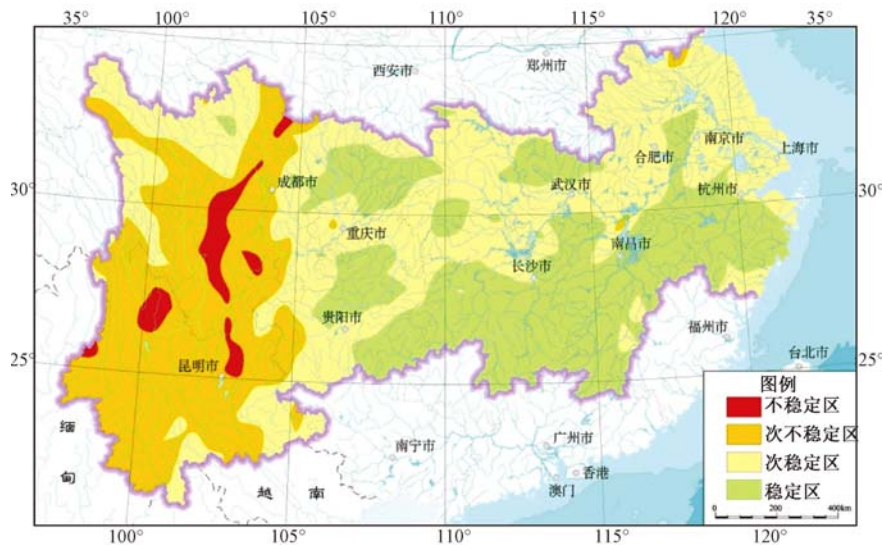 35° 100° 105° 110° 115° 120° 35°
西安市
郑州市
南京市
合肥市
上海市
成都市
武汉市
30°
杭州市
30°
重庆市
南昌市
长沙市
贵阳市
福州市
25°
昆明市
台北市
25°
图例
不稳定区
次不稳定区
次稳定区
稳定区
0 200 400km
缅甸
南宁市
广州市
香港
澳门
越南
100° 105° 110° 115° 120°